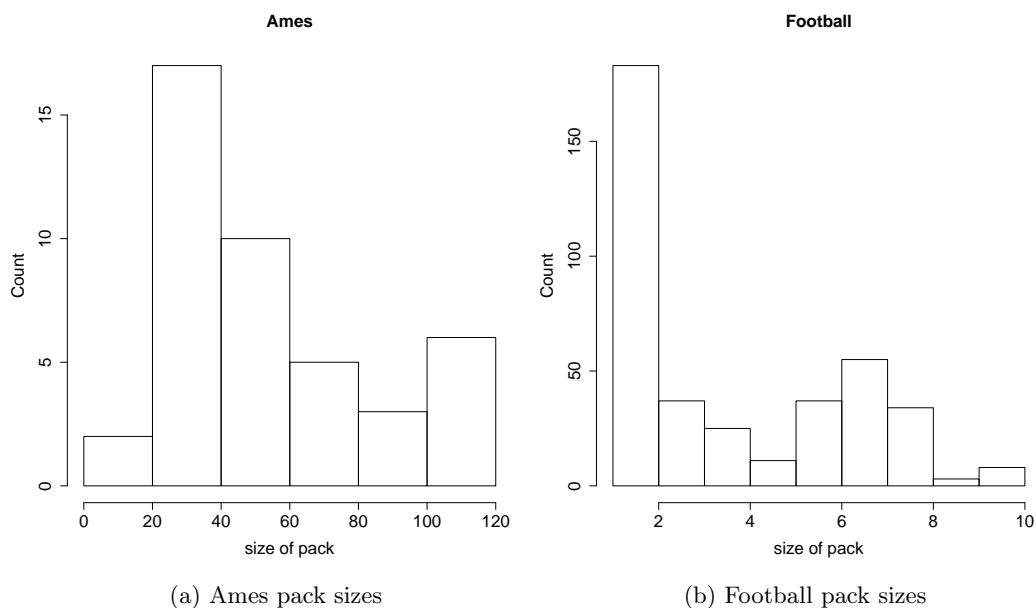 Ames
Count
0
5
10
15
0 20 40 60 80 100 120
size of pack
(a) Ames pack sizes
Football
Count
0
50
100
150
2 4 6 8 10
size of pack
(b) Football pack sizes